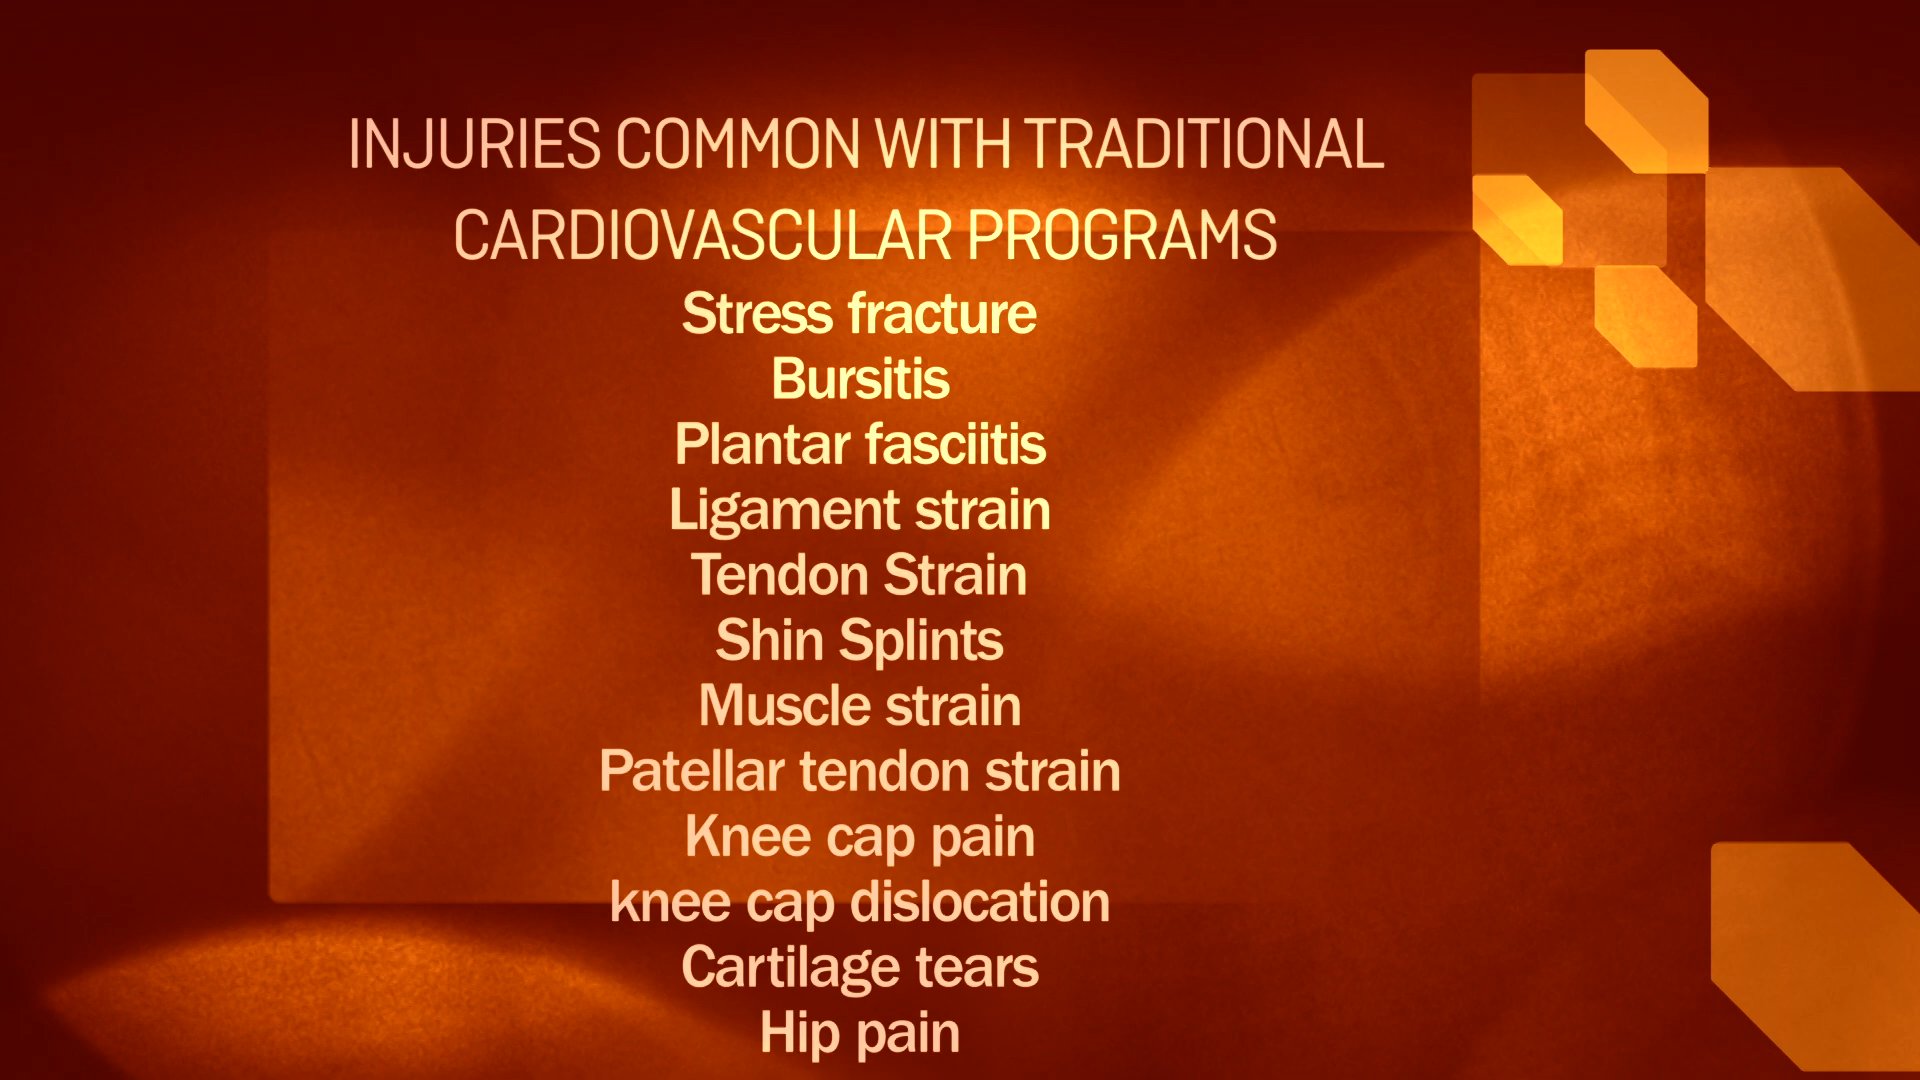 INJURIES COMMON WITH TRADITIONAL
CARDIOVASCULAR PROGRAMS
Stress fracture
Bursitis
Plantar fasciitis
Ligament strain
Tendon Strain
Shin Splints
Muscle strain
Patellar tendon strain
Knee cap pain
knee cap dislocation
Cartilage tears
Hip pain